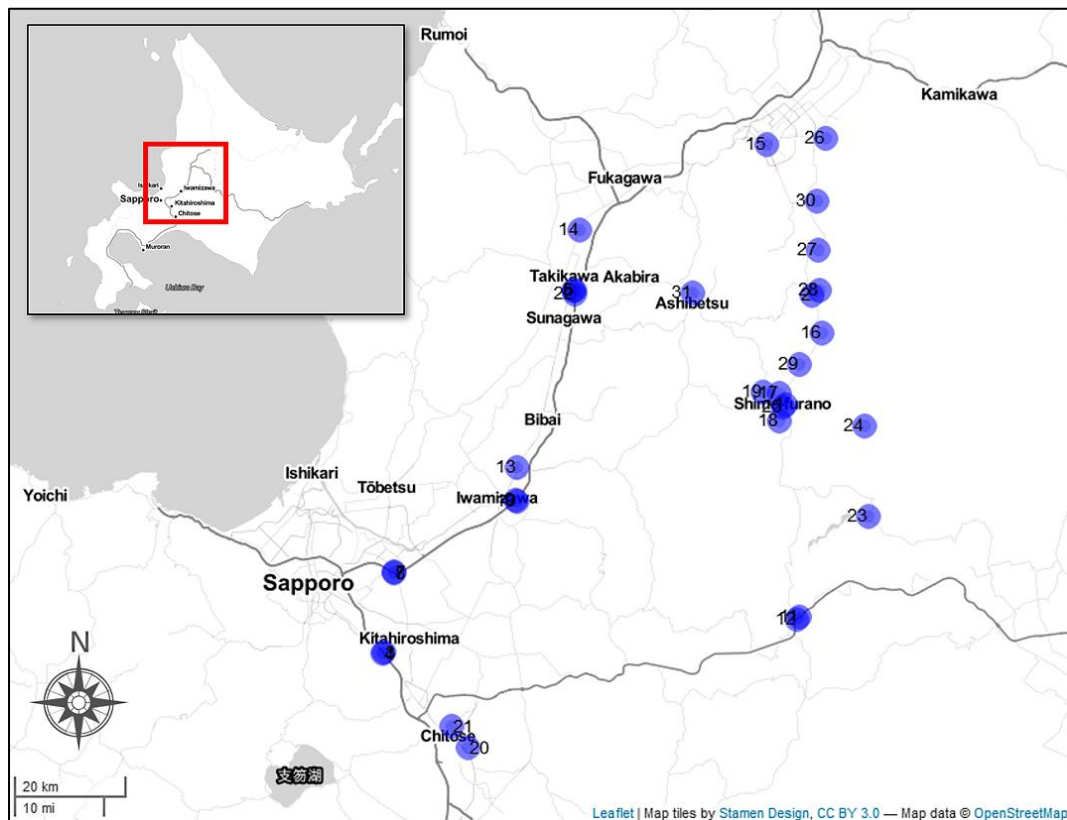 Rumoi
Kamikawa
Ishikari
Iwamizawa
Sapporo
Kitahiroshima
Chitose
Muroran
Uchiura Bay
15
26
Fukagawa
30
14
27
Takikawa Akabira
22
31
28
Ashibetsu
Sunagawa
16
29
19
17
Shimo-furano
18
24
Bibai
13
Ishikari
Tōbetsu
Yoichi
Iwamizawa
23
Sapporo
12
Kitahiroshima
4
N
21
Chitose
20
支笏湖
20 km
10 mi
Leaflet | Map tiles by Stamen Design, CC BY 3.0 — Map data © OpenStreetMap